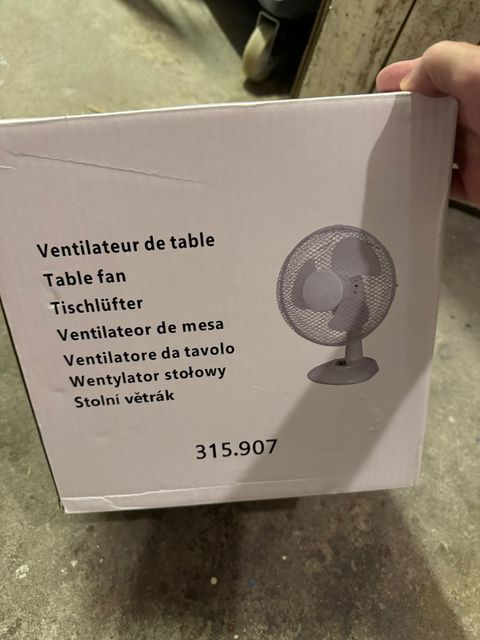 Ventilateur de table
Table fan
Tischlüfter
Ventilateor de mesa
Ventilatore da tavolo
Wentylator stołowy
Stolní větrák
315.907